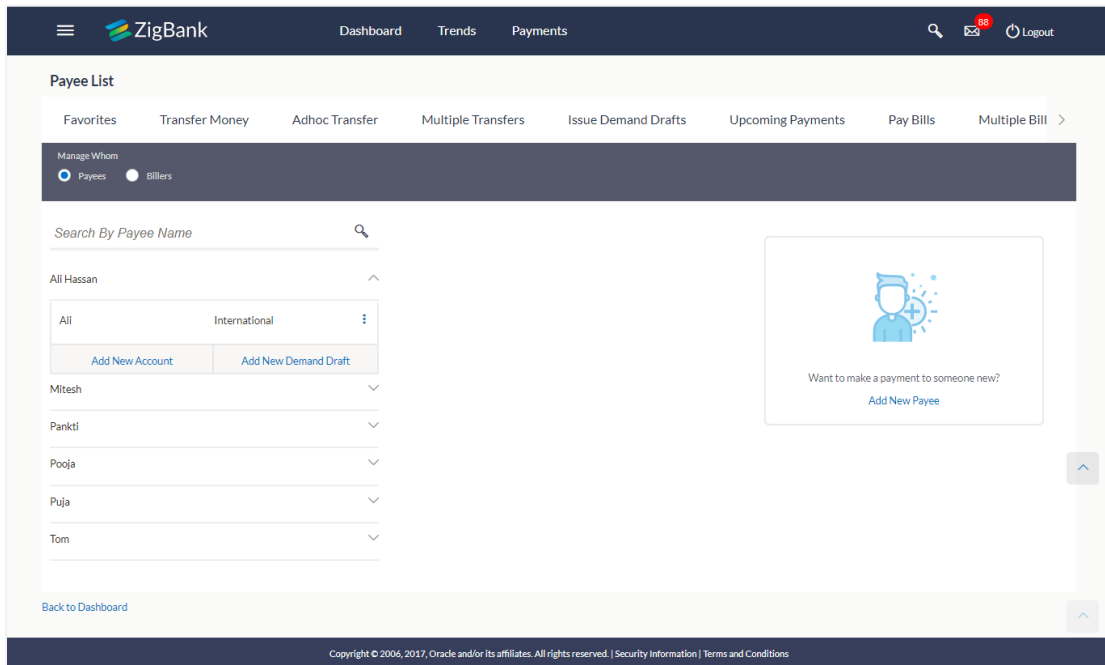 ZigBank Dashboard Trends Payments 88 Logout
Payee List
Favorites Transfer Money Adhoc Transfer Multiple Transfers Issue Demand Drafts Upcoming Payments Pay Bills Multiple Bill
Manage Whom
Payees Billers
Search By Payee Name
Ali Hassan
Ali International
Add New Account Add New Demand Draft
Mitesh
Pankti
Pooja
Puja
Tom
Want to make a payment to someone new?
Add New Payee
Back to Dashboard
Copyright © 2006, 2017, Oracle and/or its affiliates. All rights reserved. | Security Information | Terms and Conditions